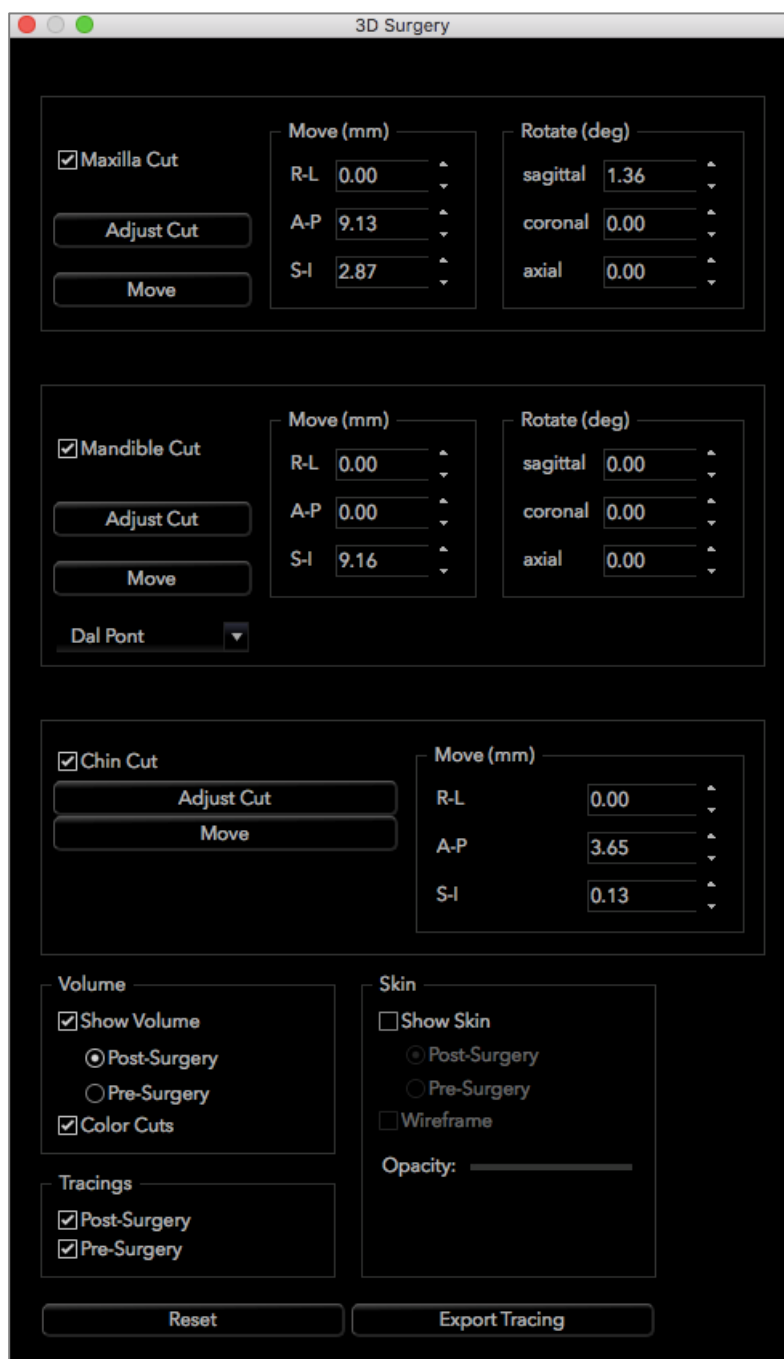 3D Surgery
Maxilla Cut
Adjust Cut
Move
Move (mm)
R-L 0.00
A-P 9.13
S-I 2.87
Rotate (deg)
sagittal 1.36
coronal 0.00
axial 0.00
Mandible Cut
Adjust Cut
Move
Dal Pont
Move (mm)
R-L 0.00
A-P 0.00
S-I 9.16
Rotate (deg)
sagittal 0.00
coronal 0.00
axial 0.00
Chin Cut
Adjust Cut
Move
Move (mm)
R-L 0.00
A-P 3.65
S-I 0.13
Volume
Show Volume
Post-Surgery
Pre-Surgery
Color Cuts
Skin
Show Skin
Post-Surgery
Pre-Surgery
Wireframe
Opacity:
Tracings
Post-Surgery
Pre-Surgery
Reset
Export Tracing